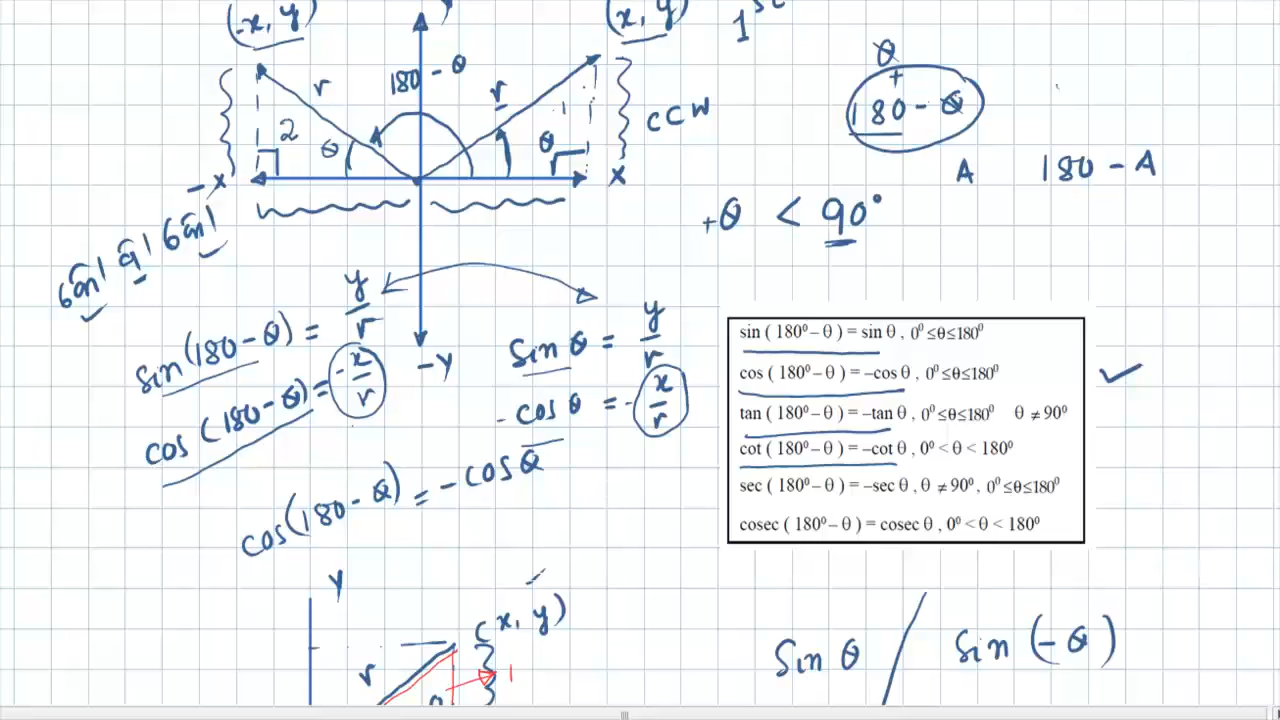 (-x, y)
(x, y)
1st
θ
+
180 - θ
180 - θ
r
r
1
2
θ
θ
CCW
- x
x
A 180 - A
+θ < 90°
sin(180 - θ) = y/r
cos(180 - θ) = -x/r
- y
sin θ = y/r
- cos θ = - x/r
cos(180 - θ) = - cos θ
sin ( 180⁰ – θ ) = sin θ , 0⁰ ≤θ≤180⁰
cos ( 180⁰ – θ ) = –cos θ , 0⁰ ≤θ≤180⁰
tan ( 180⁰ – θ ) = –tan θ , 0⁰ ≤θ≤180⁰ θ ≠ 90⁰
cot ( 180⁰ – θ ) = –cot θ , 0⁰ < θ < 180⁰
sec ( 180⁰ – θ ) = –sec θ , θ ≠ 90⁰ , 0⁰ ≤θ≤180⁰
cosec ( 180⁰ – θ ) = cosec θ , 0⁰ < θ < 180⁰
y
(x, y)
r
1
Sin θ / Sin (- θ)